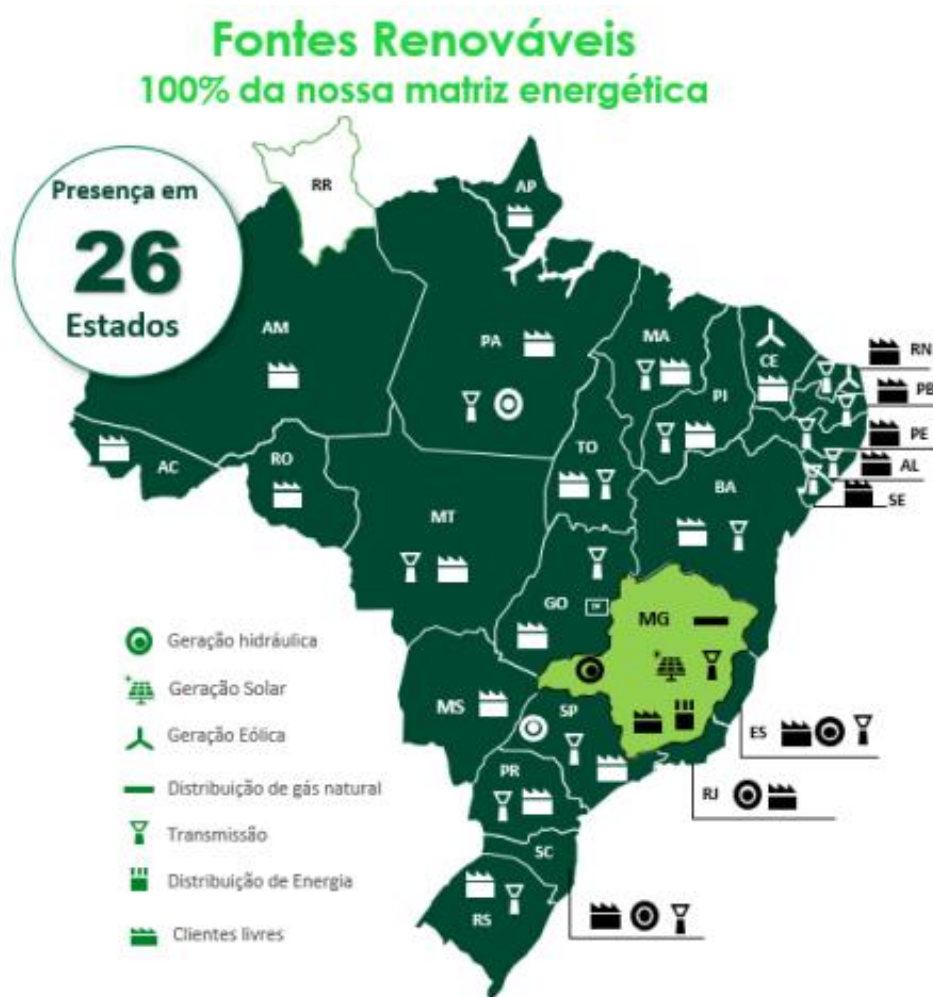 Fontes Renováveis
100% da nossa matriz energética
Presença em
26
Estados
RR
AP
AM
PA
MA
CE
RN
PB
PI
PE
TO
AL
AC
RO
BA
SE
MT
GO
DF
MG
Geração hidráulica
Geração Solar
MS
SP
Geração Eólica
ES
Distribuição de gás natural
PR
RJ
Transmissão
SC
Distribuição de Energia
RS
Clientes livres